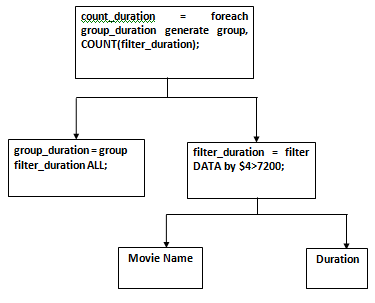 count_duration = foreach
group_duration generate group,
COUNT(filter_duration);
group_duration = group
filter_duration ALL;
filter_duration = filter
DATA by $4>7200;
Movie Name
Duration